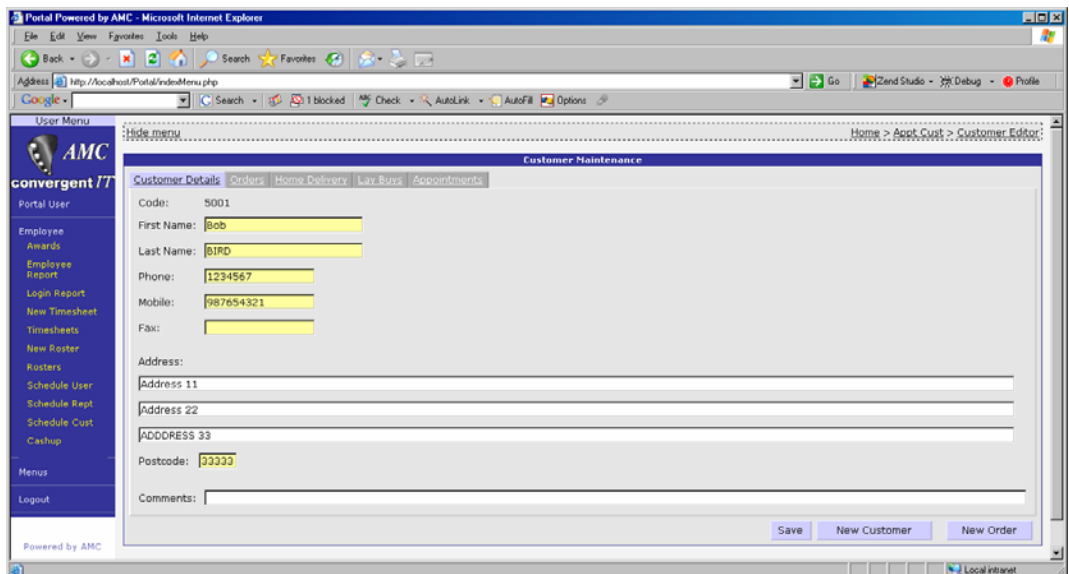 Portal Powered by AMC - Microsoft Internet Explorer
File Edit View Favorites Tools Help
Back Search Favorites
Address http://localhost/Portal/indexMenu.php Go Zend Studio Debug Profile
Google Search 1 blocked Check AutoLink AutoFill Options
User Menu
Hide menu Home > Appt Cust > Customer Editor
AMC
convergent IT
Customer Maintenance
Customer Details Orders Home Delivery Lay Buys Appointments
Portal User
Employee
Awards
Employee
Report
Login Report
New Timesheet
Timesheets
New Roster
Rosters
Schedule User
Schedule Rept
Schedule Cust
Cashup
Menus
Logout
Powered by AMC
Code: 5001
First Name: Bob
Last Name: BIRD
Phone: 1234567
Mobile: 987654321
Fax:
Address:
Address 11
Address 22
ADDDRESS 33
Postcode: 33333
Comments:
Save New Customer New Order
Local intranet